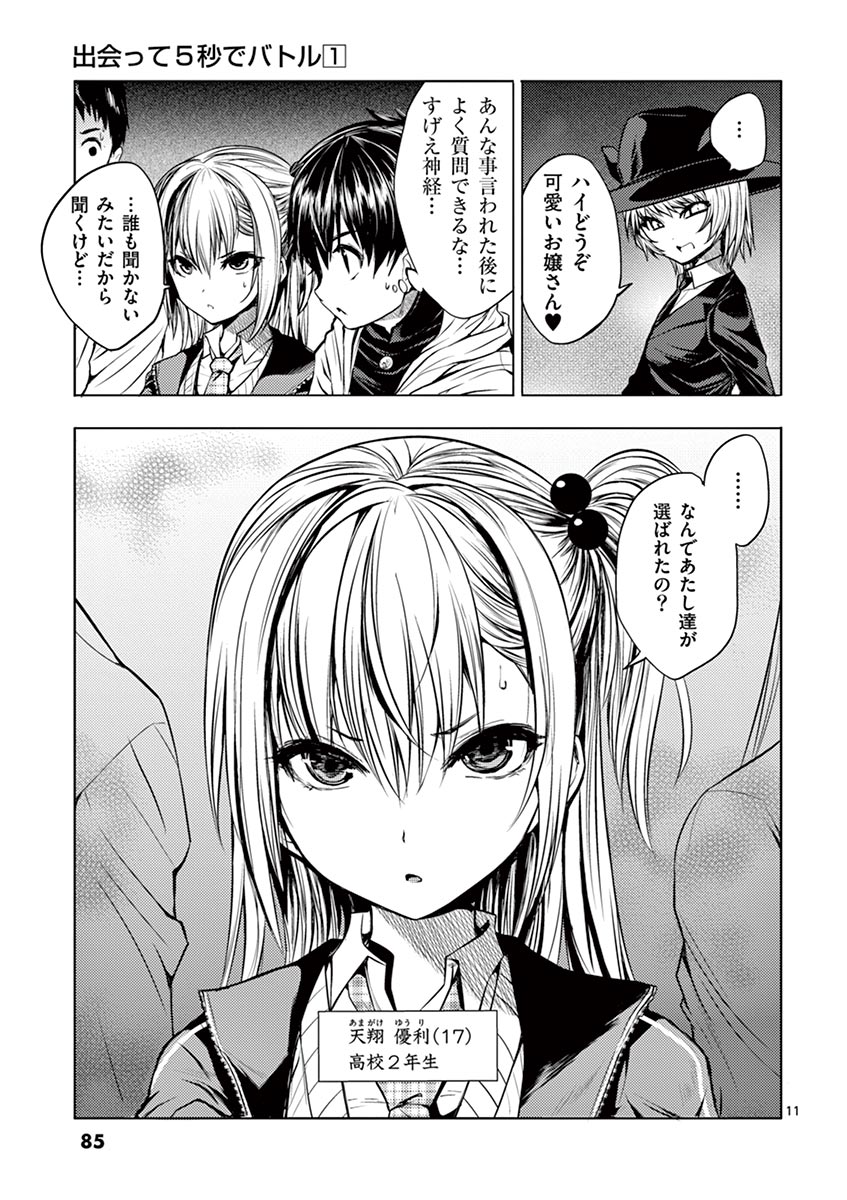 出会って5秒でバトル1
…
ハイどうぞ
可愛いお嬢さん♥
あんな事言われた後に
よく質問できるな…
すげえ神経…
…誰も聞かない
みたいだから
聞くけど…
……
なんであたし達が
選ばれたの?
あまがけ ゆうり
天翔 優利(17)
高校2年生
11
85